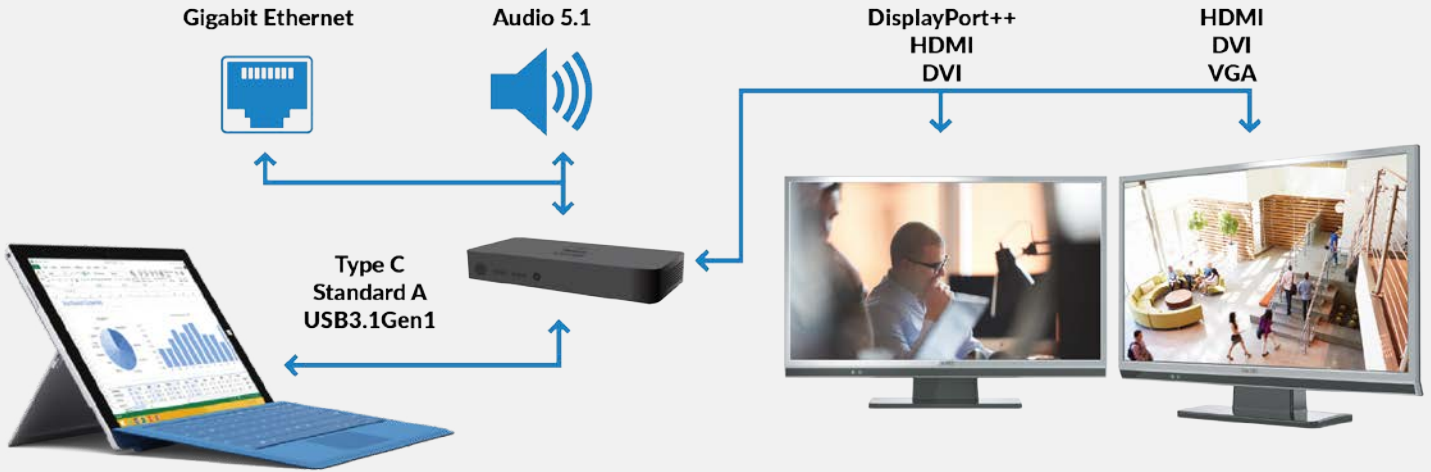 Gigabit Ethernet
Audio 5.1
DisplayPort++
HDMI
DVI
HDMI
DVI
VGA
Type C
Standard A
USB3.1Gen1